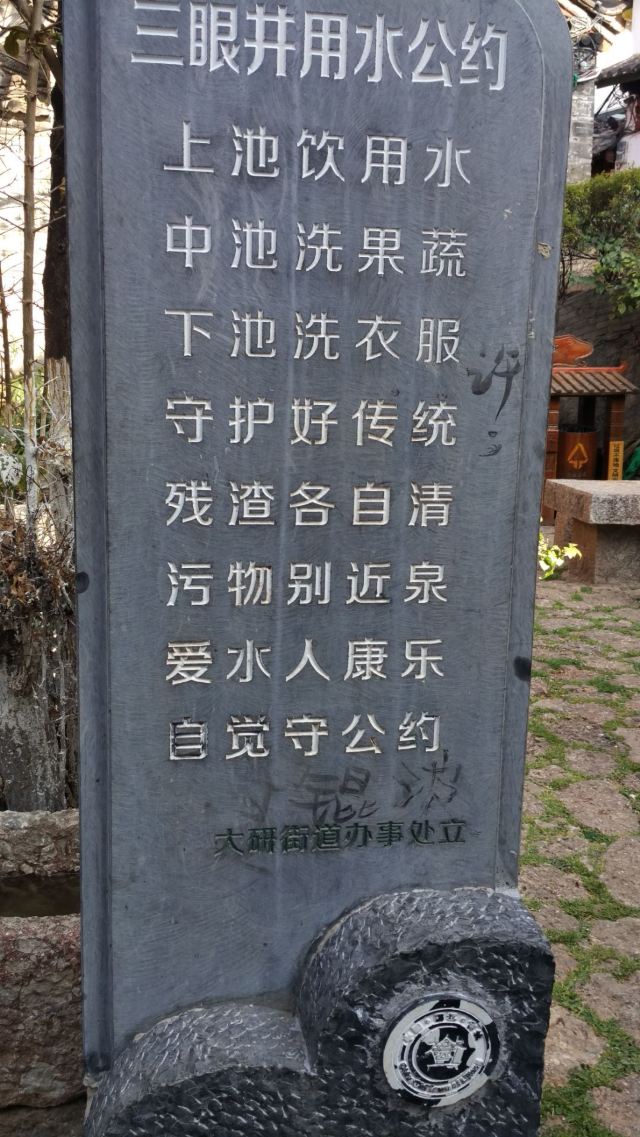 三眼井用水公约
上池饮用水
中池洗果蔬
下池洗衣服
守护好传统
残渣各自清
污物别近泉
爱水人康乐
自觉守公约
大研街道办事处立